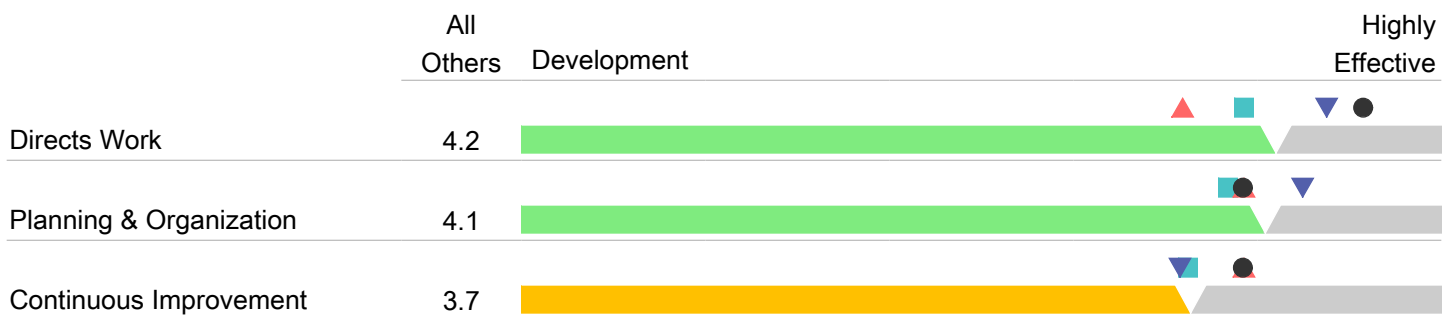 All Others
Development
Highly Effective
Directs Work 4.2
Planning & Organization 4.1
Continuous Improvement 3.7